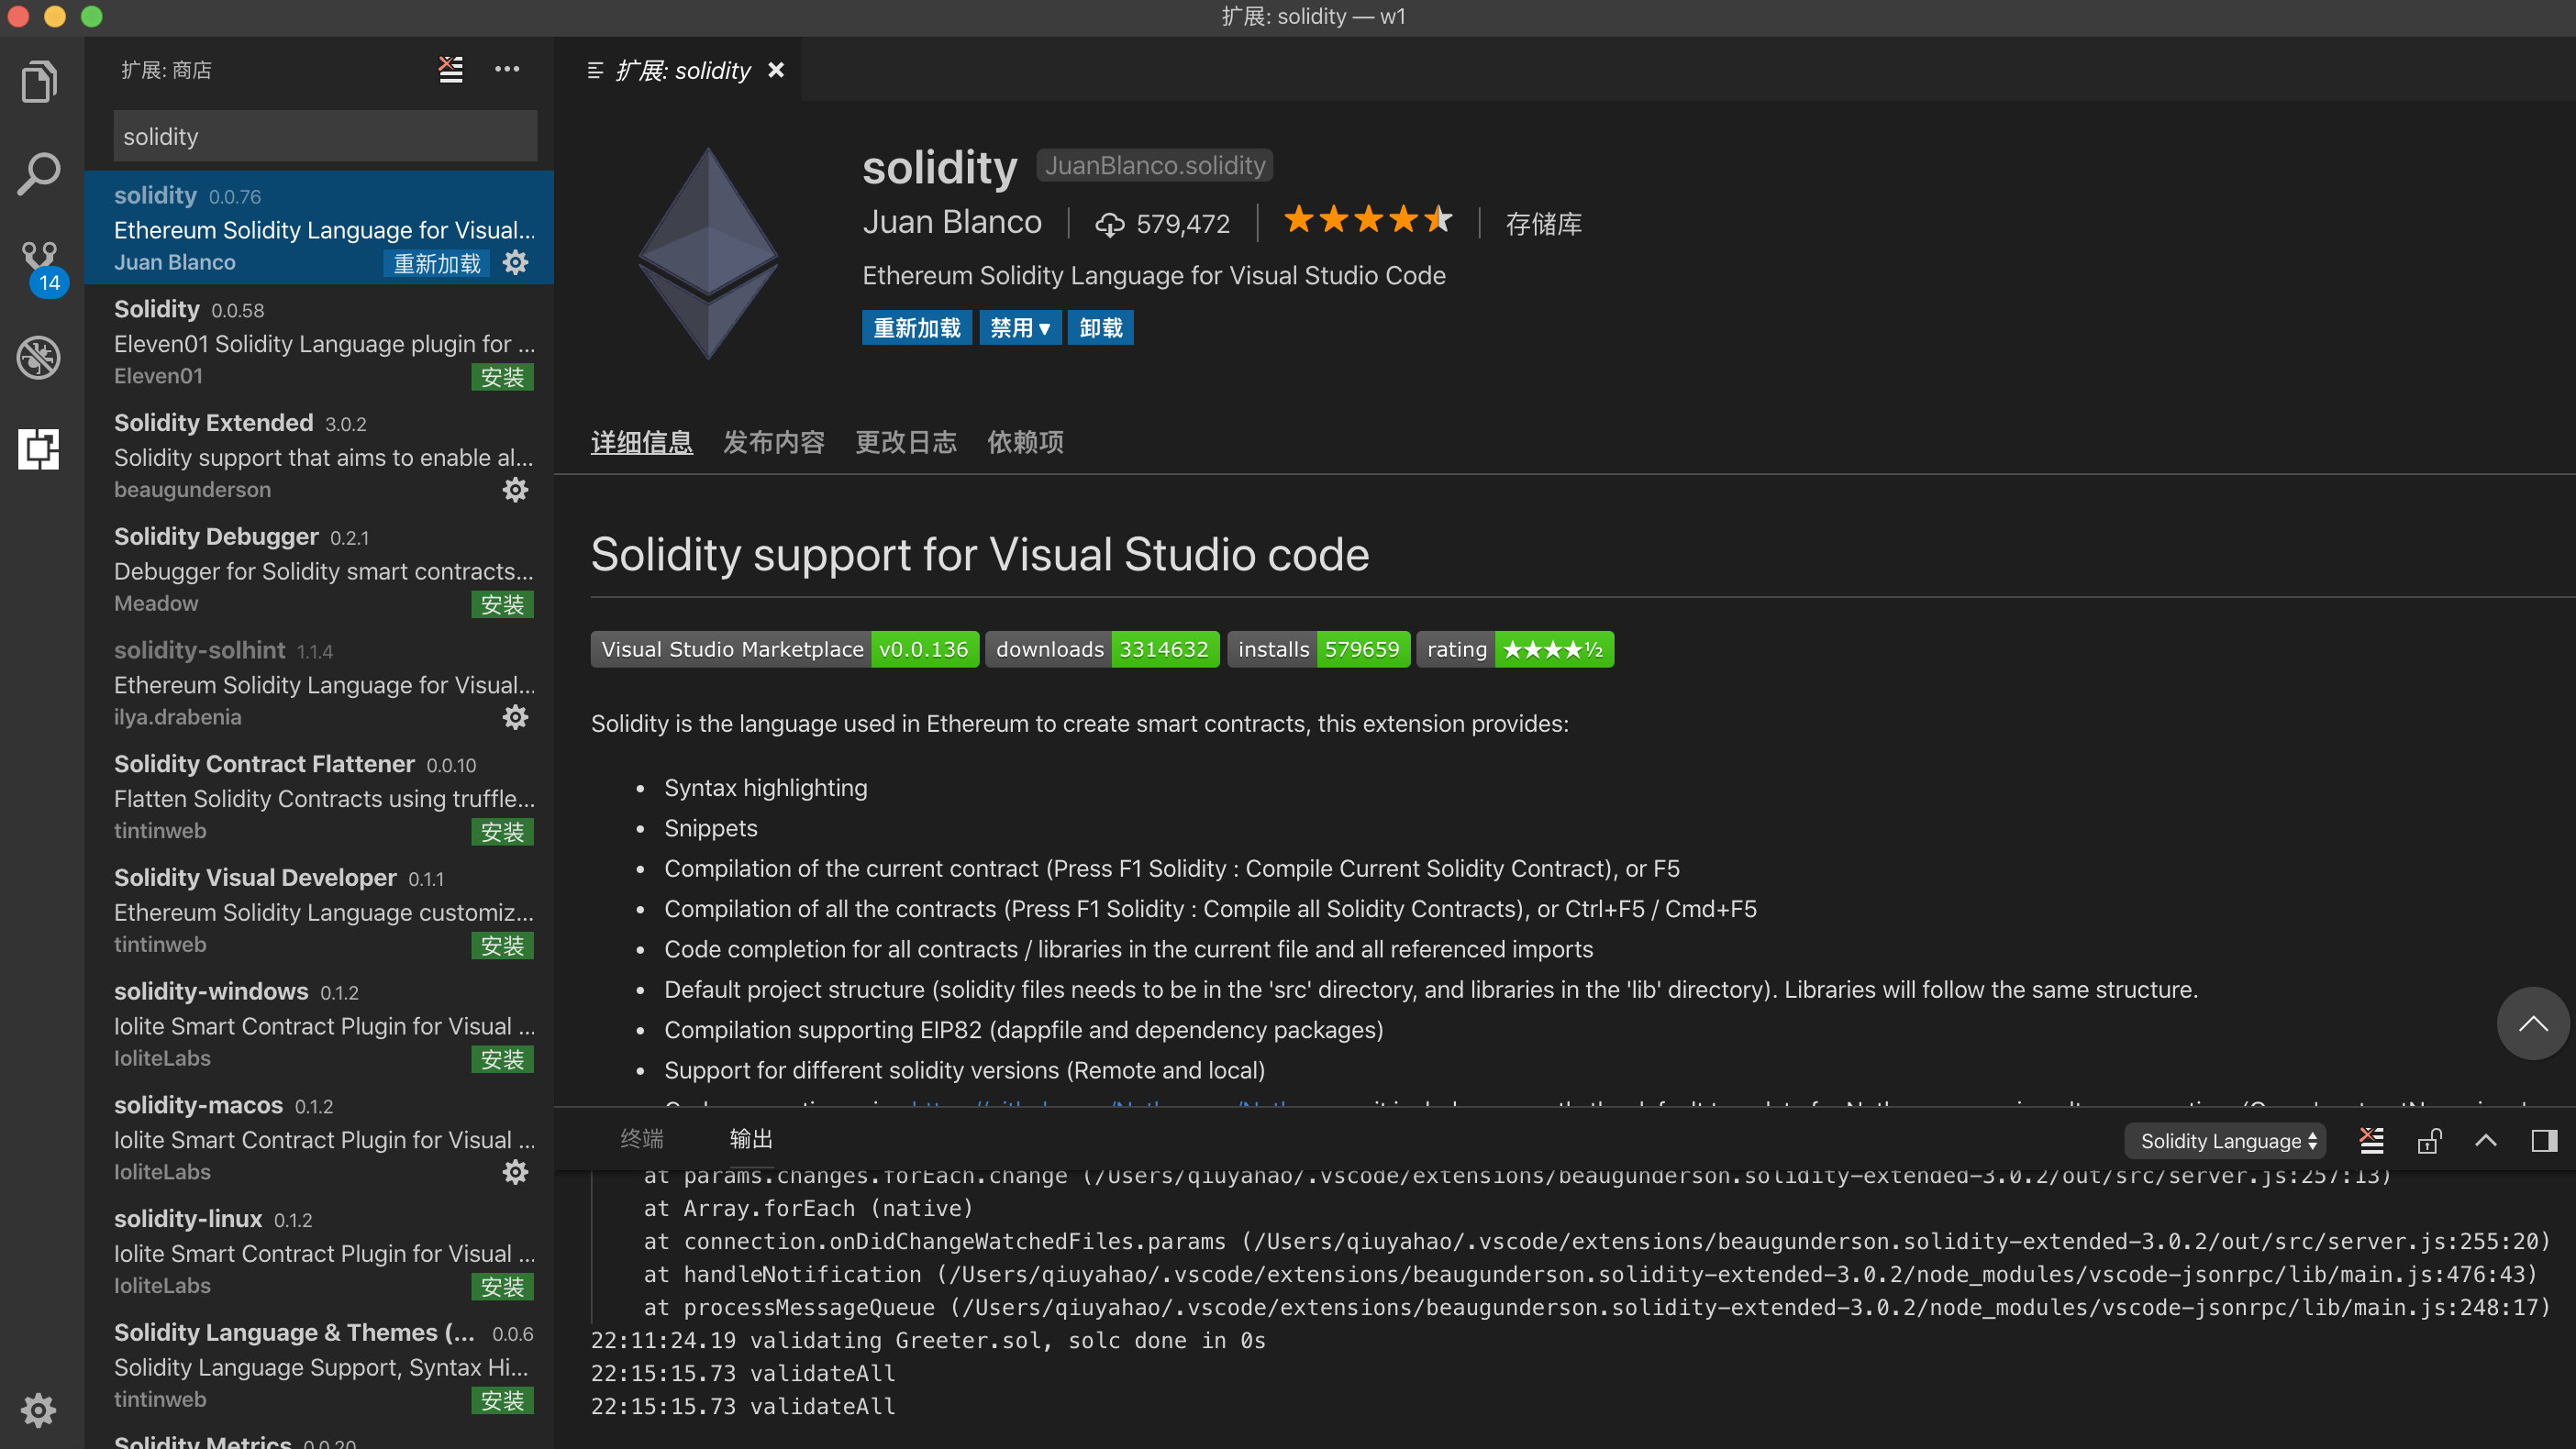 扩展: solidity — w1
扩展: 商店
solidity
solidity 0.0.76
Ethereum Solidity Language for Visual...
Juan Blanco 重新加载
Solidity 0.0.58
Eleven01 Solidity Language plugin for ...
Eleven01 安装
Solidity Extended 3.0.2
Solidity support that aims to enable al...
beaugunderson
Solidity Debugger 0.2.1
Debugger for Solidity smart contracts...
Meadow 安装
solidity-solhint 1.1.4
Ethereum Solidity Language for Visual...
ilya.drabenia
Solidity Contract Flattener 0.0.10
Flatten Solidity Contracts using truffle...
tintinweb 安装
Solidity Visual Developer 0.1.1
Ethereum Solidity Language customiz...
tintinweb 安装
solidity-windows 0.1.2
Iolite Smart Contract Plugin for Visual ...
IoliteLabs 安装
solidity-macos 0.1.2
Iolite Smart Contract Plugin for Visual ...
IoliteLabs
solidity-linux 0.1.2
Iolite Smart Contract Plugin for Visual ...
IoliteLabs 安装
Solidity Language & Themes (... 0.0.6
Solidity Language Support, Syntax Hi...
tintinweb 安装
Solidity Metrics 0.0.20
14
扩展: solidity
solidity JuanBlanco.solidity
Juan Blanco 579,472 存储库
Ethereum Solidity Language for Visual Studio Code
重新加载 禁用 卸载
详细信息 发布内容 更改日志 依赖项
Solidity support for Visual Studio code
Visual Studio Marketplace v0.0.136 downloads 3314632 installs 579659 rating ★★★★½
Solidity is the language used in Ethereum to create smart contracts, this extension provides:
• Syntax highlighting
• Snippets
• Compilation of the current contract (Press F1 Solidity : Compile Current Solidity Contract), or F5
• Compilation of all the contracts (Press F1 Solidity : Compile all Solidity Contracts), or Ctrl+F5 / Cmd+F5
• Code completion for all contracts / libraries in the current file and all referenced imports
• Default project structure (solidity files needs to be in the 'src' directory, and libraries in the 'lib' directory). Libraries will follow the same structure.
• Compilation supporting EIP82 (dappfile and dependency packages)
• Support for different solidity versions (Remote and local)
终端 输出 Solidity Language
at params.changes.forEach.change (/Users/qiuyahao/.vscode/extensions/beaugunderson.solidity-extended-3.0.2/out/src/server.js:257:13)
at Array.forEach (native)
at connection.onDidChangeWatchedFiles.params (/Users/qiuyahao/.vscode/extensions/beaugunderson.solidity-extended-3.0.2/out/src/server.js:255:20)
at handleNotification (/Users/qiuyahao/.vscode/extensions/beaugunderson.solidity-extended-3.0.2/node_modules/vscode-jsonrpc/lib/main.js:476:43)
at processMessageQueue (/Users/qiuyahao/.vscode/extensions/beaugunderson.solidity-extended-3.0.2/node_modules/vscode-jsonrpc/lib/main.js:248:17)
22:11:24.19 validating Greeter.sol, solc done in 0s
22:15:15.73 validateAll
22:15:15.73 validateAll